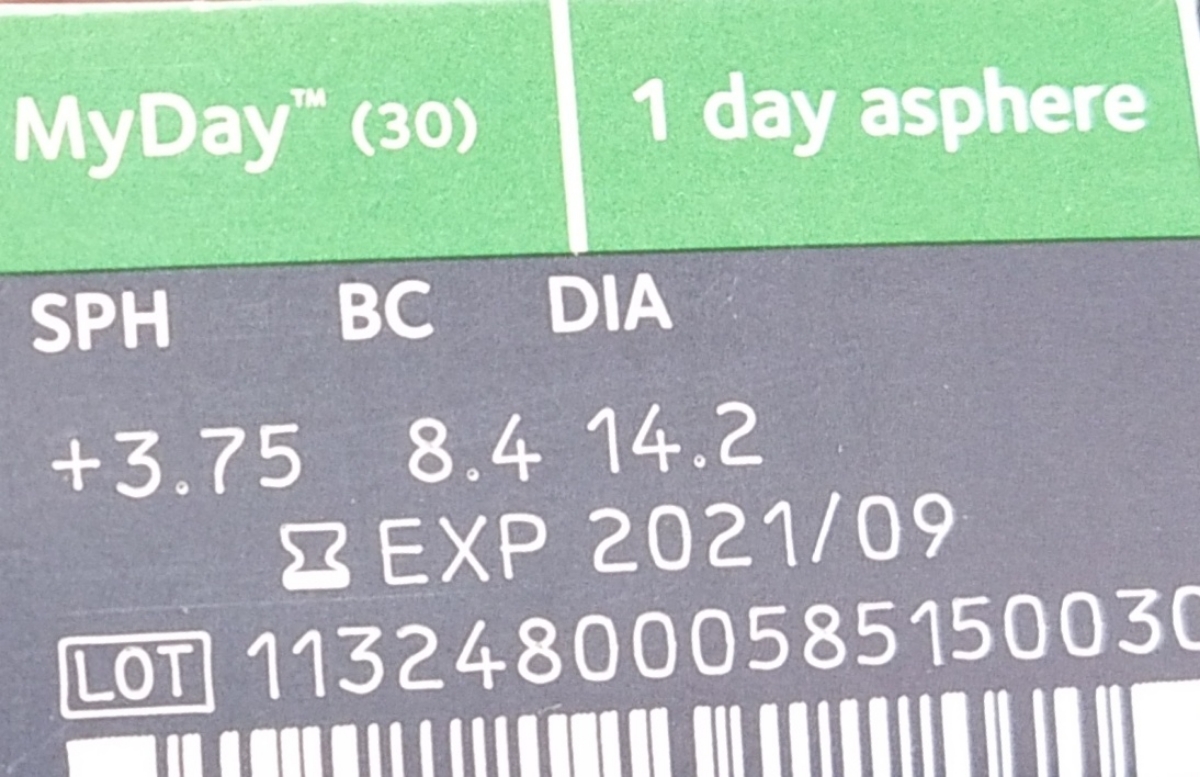 MyDay™ (30) 1 day asphere
SPH BC DIA
+3.75 8.4 14.2
EXP 2021/09
LOT 113248000585150030